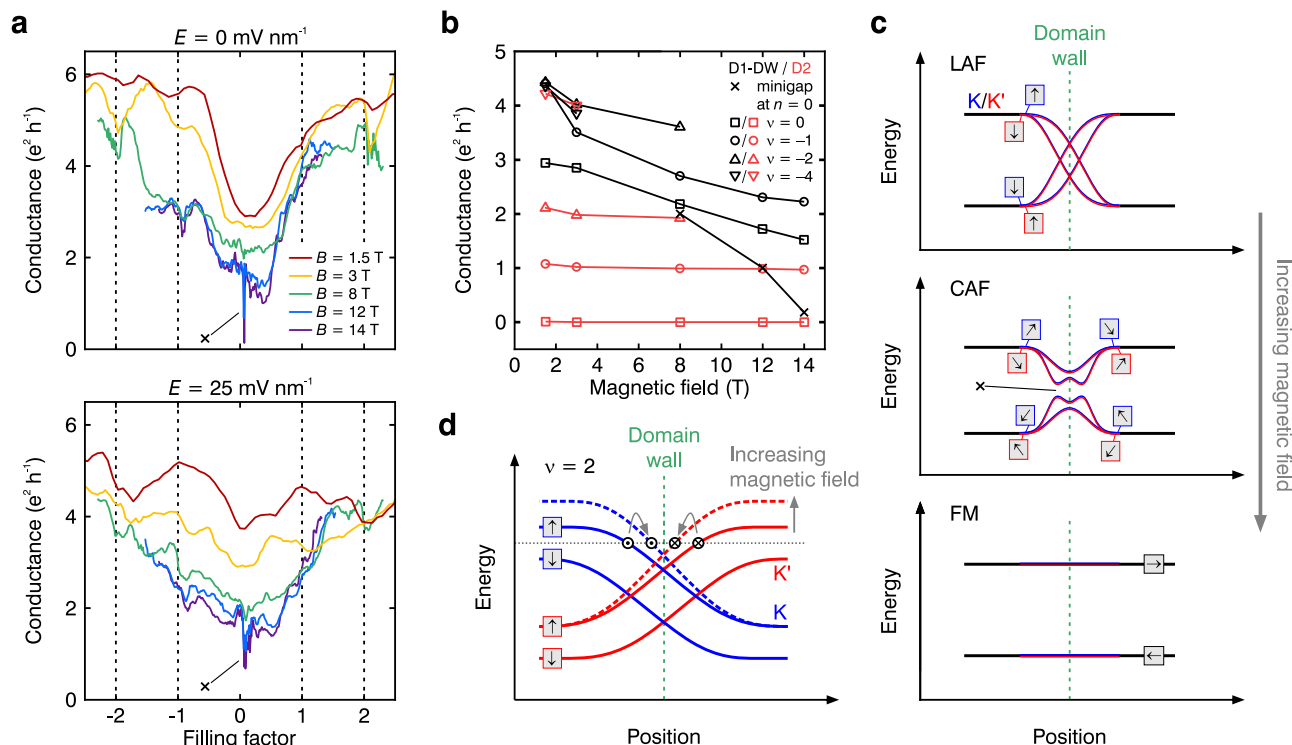 a
E = 0 mV nm⁻¹
Conductance (e² h⁻¹)
6
4
2
0
B = 1.5 T
B = 3 T
B = 8 T
B = 12 T
B = 14 T
×
E = 25 mV nm⁻¹
Conductance (e² h⁻¹)
6
4
2
0
×
-2
-1
0
1
2
Filling factor
b
Conductance (e² h⁻¹)
5
4
3
2
1
0
D1-DW / D2
× minigap
at n = 0
/ ν = 0
/ ν = –1
/ ν = –2
/ ν = –4
0
2
4
6
8
10
12
14
Magnetic field (T)
c
Domain
wall
LAF
K/K'
↑
↓
↓
↑
Energy
CAF
↗
↘
↘
↗
×
↙
↖
↖
↙
Energy
FM
→
←
Energy
Position
Increasing magnetic field
d
Domain
wall
ν = 2
Increasing
magnetic field
↑
↓
↑
↓
K'
K
Energy
Position